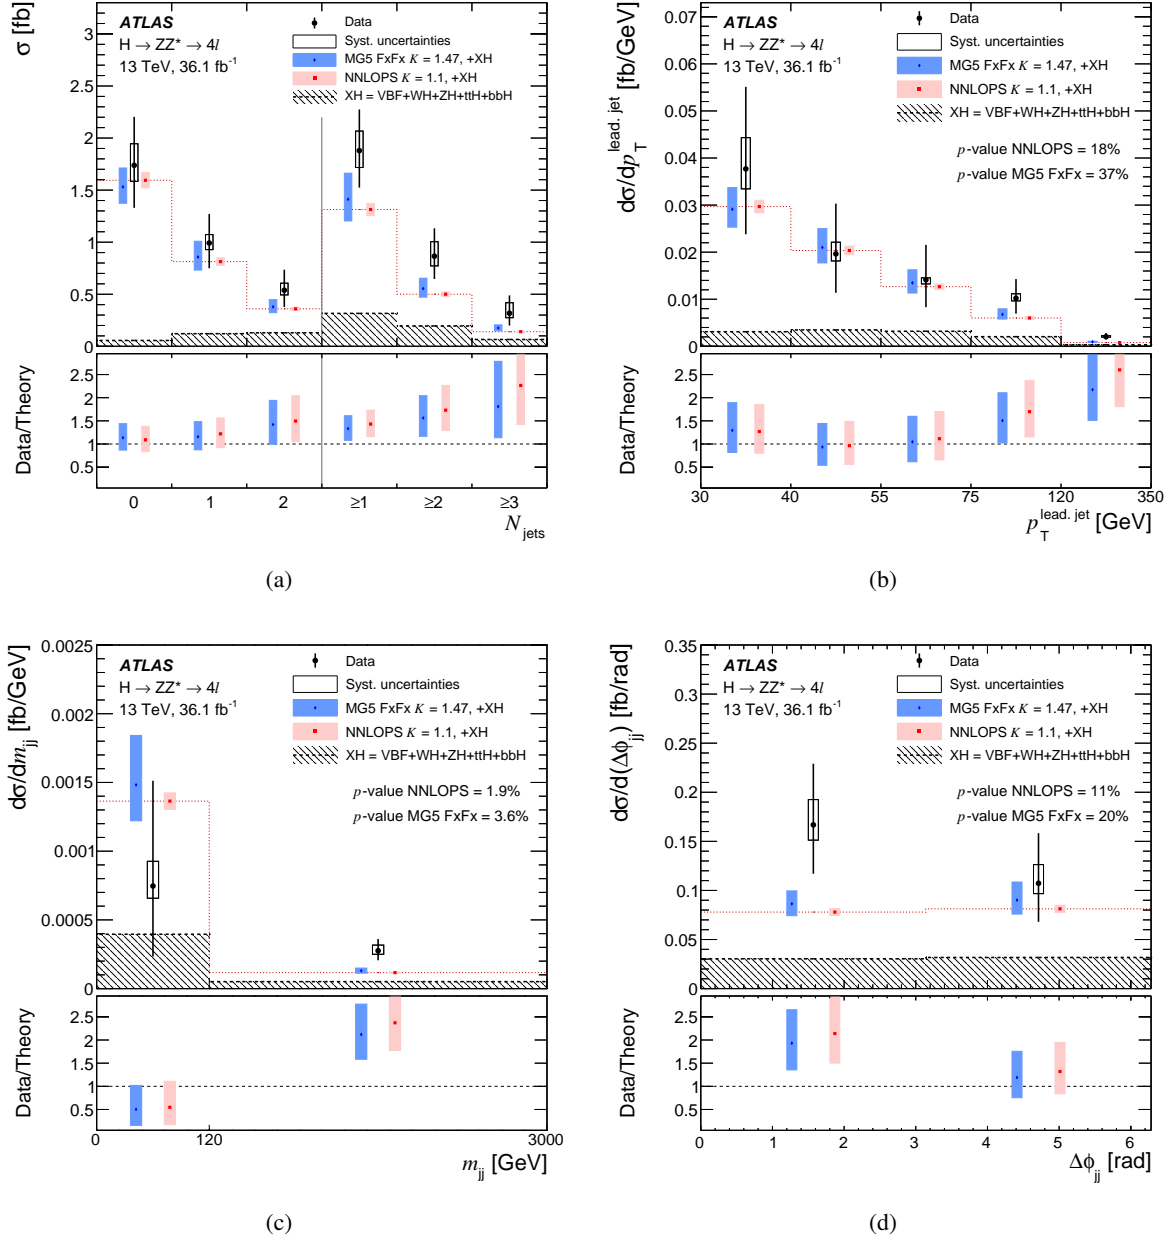 σ [fb]
3
2.5
2
1.5
1
0.5
0
ATLAS
H → ZZ* → 4l
13 TeV, 36.1 fb⁻¹
Data
Syst. uncertainties
MG5 FxFx K = 1.47, +XH
NNLOPS K = 1.1, +XH
XH = VBF+WH+ZH+ttH+bbH
Data/Theory
2.5
2
1.5
1
0.5
0 1 2 ≥1 ≥2 ≥3
N jets
(a)
dσ/dp_T^lead. jet [fb/GeV]
0.07
0.06
0.05
0.04
0.03
0.02
0.01
0
ATLAS
H → ZZ* → 4l
13 TeV, 36.1 fb⁻¹
Data
Syst. uncertainties
MG5 FxFx K = 1.47, +XH
NNLOPS K = 1.1, +XH
XH = VBF+WH+ZH+ttH+bbH
p-value NNLOPS = 18%
p-value MG5 FxFx = 37%
Data/Theory
2.5
2
1.5
1
0.5
30 40 55 75 120 350
p_T^lead. jet [GeV]
(b)
dσ/dm_jj [fb/GeV]
0.0025
0.002
0.0015
0.001
0.0005
0
ATLAS
H → ZZ* → 4l
13 TeV, 36.1 fb⁻¹
Data
Syst. uncertainties
MG5 FxFx K = 1.47, +XH
NNLOPS K = 1.1, +XH
XH = VBF+WH+ZH+ttH+bbH
p-value NNLOPS = 1.9%
p-value MG5 FxFx = 3.6%
Data/Theory
2.5
2
1.5
1
0.5
0 120 3000
m_jj [GeV]
(c)
dσ/d(Δϕ_jj) [fb/rad]
0.35
0.3
0.25
0.2
0.15
0.1
0.05
0
ATLAS
H → ZZ* → 4l
13 TeV, 36.1 fb⁻¹
Data
Syst. uncertainties
MG5 FxFx K = 1.47, +XH
NNLOPS K = 1.1, +XH
XH = VBF+WH+ZH+ttH+bbH
p-value NNLOPS = 11%
p-value MG5 FxFx = 20%
Data/Theory
2.5
2
1.5
1
0.5
0 1 2 3 4 5 6
Δϕ_jj [rad]
(d)